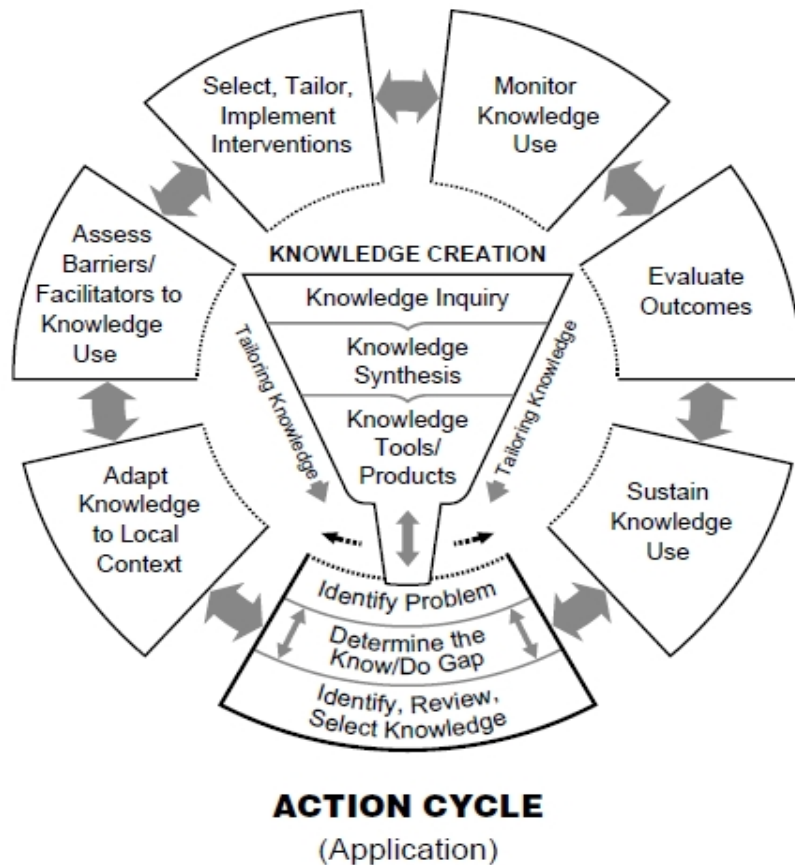 Select, Tailor,
Implement
Interventions
Monitor
Knowledge
Use
Assess
Barriers/
Facilitators to
Knowledge
Use
KNOWLEDGE CREATION
Evaluate
Outcomes
Knowledge Inquiry
Knowledge
Synthesis
Knowledge
Tools/
Products
Tailoring Knowledge
Tailoring Knowledge
Adapt
Knowledge
to Local
Context
Sustain
Knowledge
Use
Identify Problem
Determine the
Know/Do Gap
Identify, Review,
Select Knowledge
ACTION CYCLE
(Application)